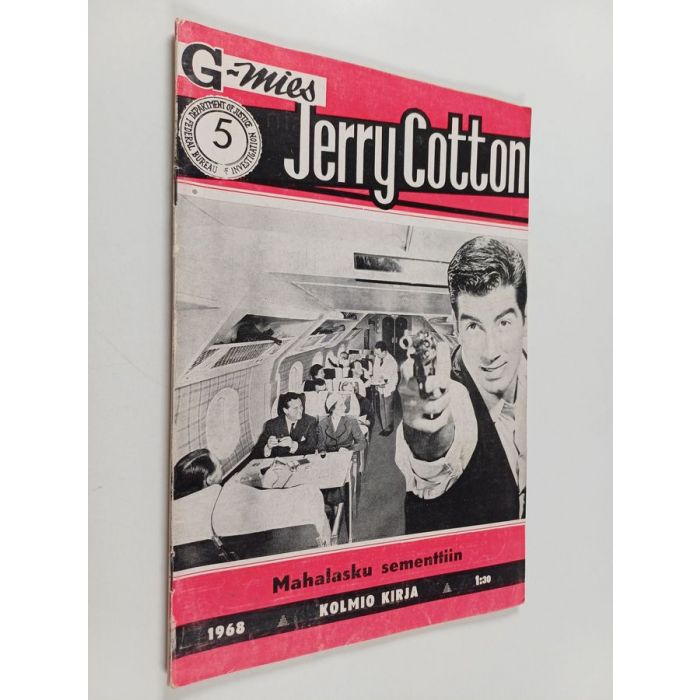 G-mies
DEPARTMENT OF JUSTICE
5
FEDERAL BUREAU OF INVESTIGATION
Jerry Cotton
Mahalasku sementtiin
1968 KOLMIO KIRJA 1:30